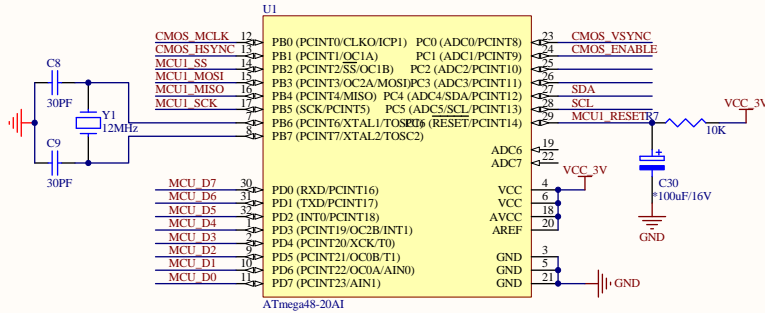 U1
CMOS_MCLK 12 PB0 (PCINT0/CLKO/ICP1) PC0 (ADC0/PCINT8) 23 CMOS_VSYNC
CMOS_HSYNC 13 PB1 (PCINT1/OC1A) PC1 (ADC1/PCINT9) 24 CMOS_ENABLE
MCU1_SS 14 PB2 (PCINT2/SS/OC1B) PC2 (ADC2/PCINT10) 25
MCU1_MOSI 15 PB3 (PCINT3/OC2A/MOSI) PC3 (ADC3/PCINT11) 26
MCU1_MISO 16 PB4 (PCINT4/MISO) PC4 (ADC4/SDA/PCINT12) 27 SDA
MCU1_SCK 17 PB5 (SCK/PCINT5) PC5 (ADC5/SCL/PCINT13) 28 SCL
7 PB6 (PCINT6/XTAL1/TOSC1) PC6 (RESET/PCINT14) 29 MCU1_RESET R7 VCC_3V
8 PB7 (PCINT7/XTAL2/TOSC2)
10K
C8
30PF
Y1
12MHz
C9
30PF
ADC6 19
ADC7 22
C30
*100uF/16V
GND
MCU_D7 30 PD0 (RXD/PCINT16) VCC 4 VCC_3V
MCU_D6 31 PD1 (TXD/PCINT17) VCC 6
MCU_D5 32 PD2 (INT0/PCINT18) AVCC 18
MCU_D4 1 PD3 (PCINT19/OC2B/INT1) AREF 20
MCU_D3 2 PD4 (PCINT20/XCK/T0)
MCU_D2 9 PD5 (PCINT21/OC0B/T1) GND 3
MCU_D1 10 PD6 (PCINT22/OC0A/AIN0) GND 5
MCU_D0 11 PD7 (PCINT23/AIN1) GND 21 GND
ATmega48-20AI